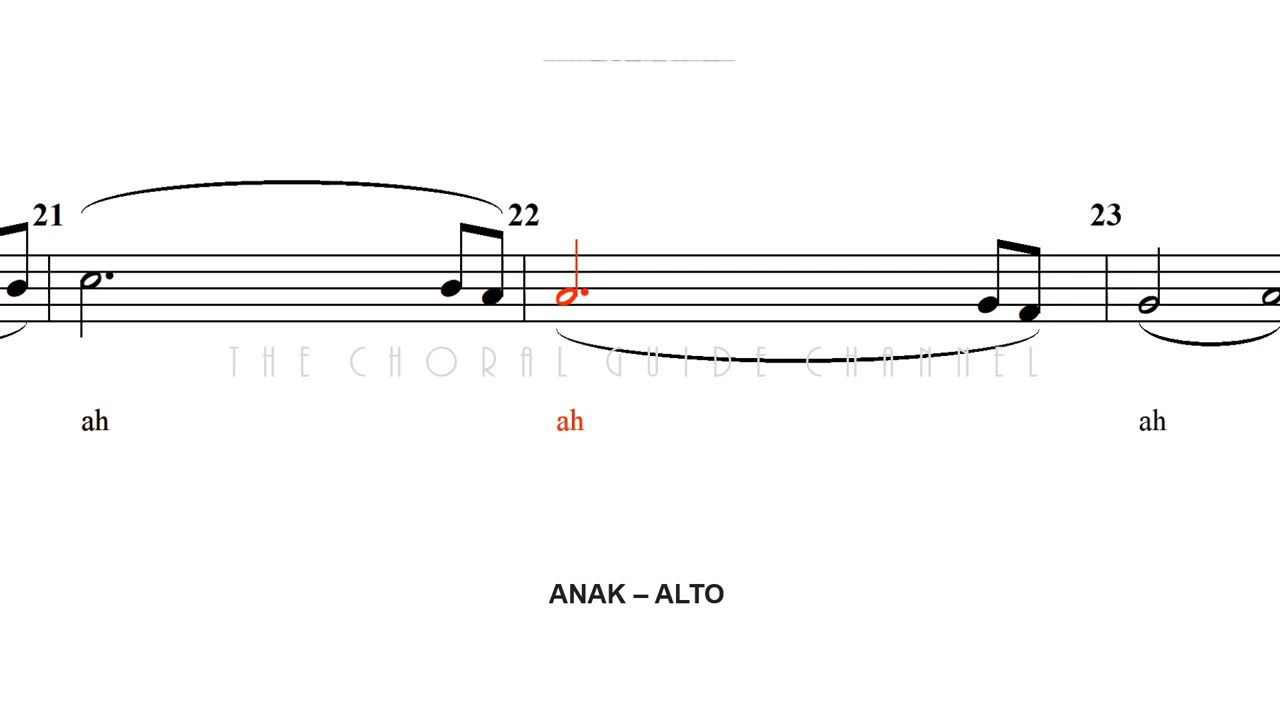 21 22 23
THE CHORAL GUIDE CHANNEL
ah ah ah
ANAK – ALTO